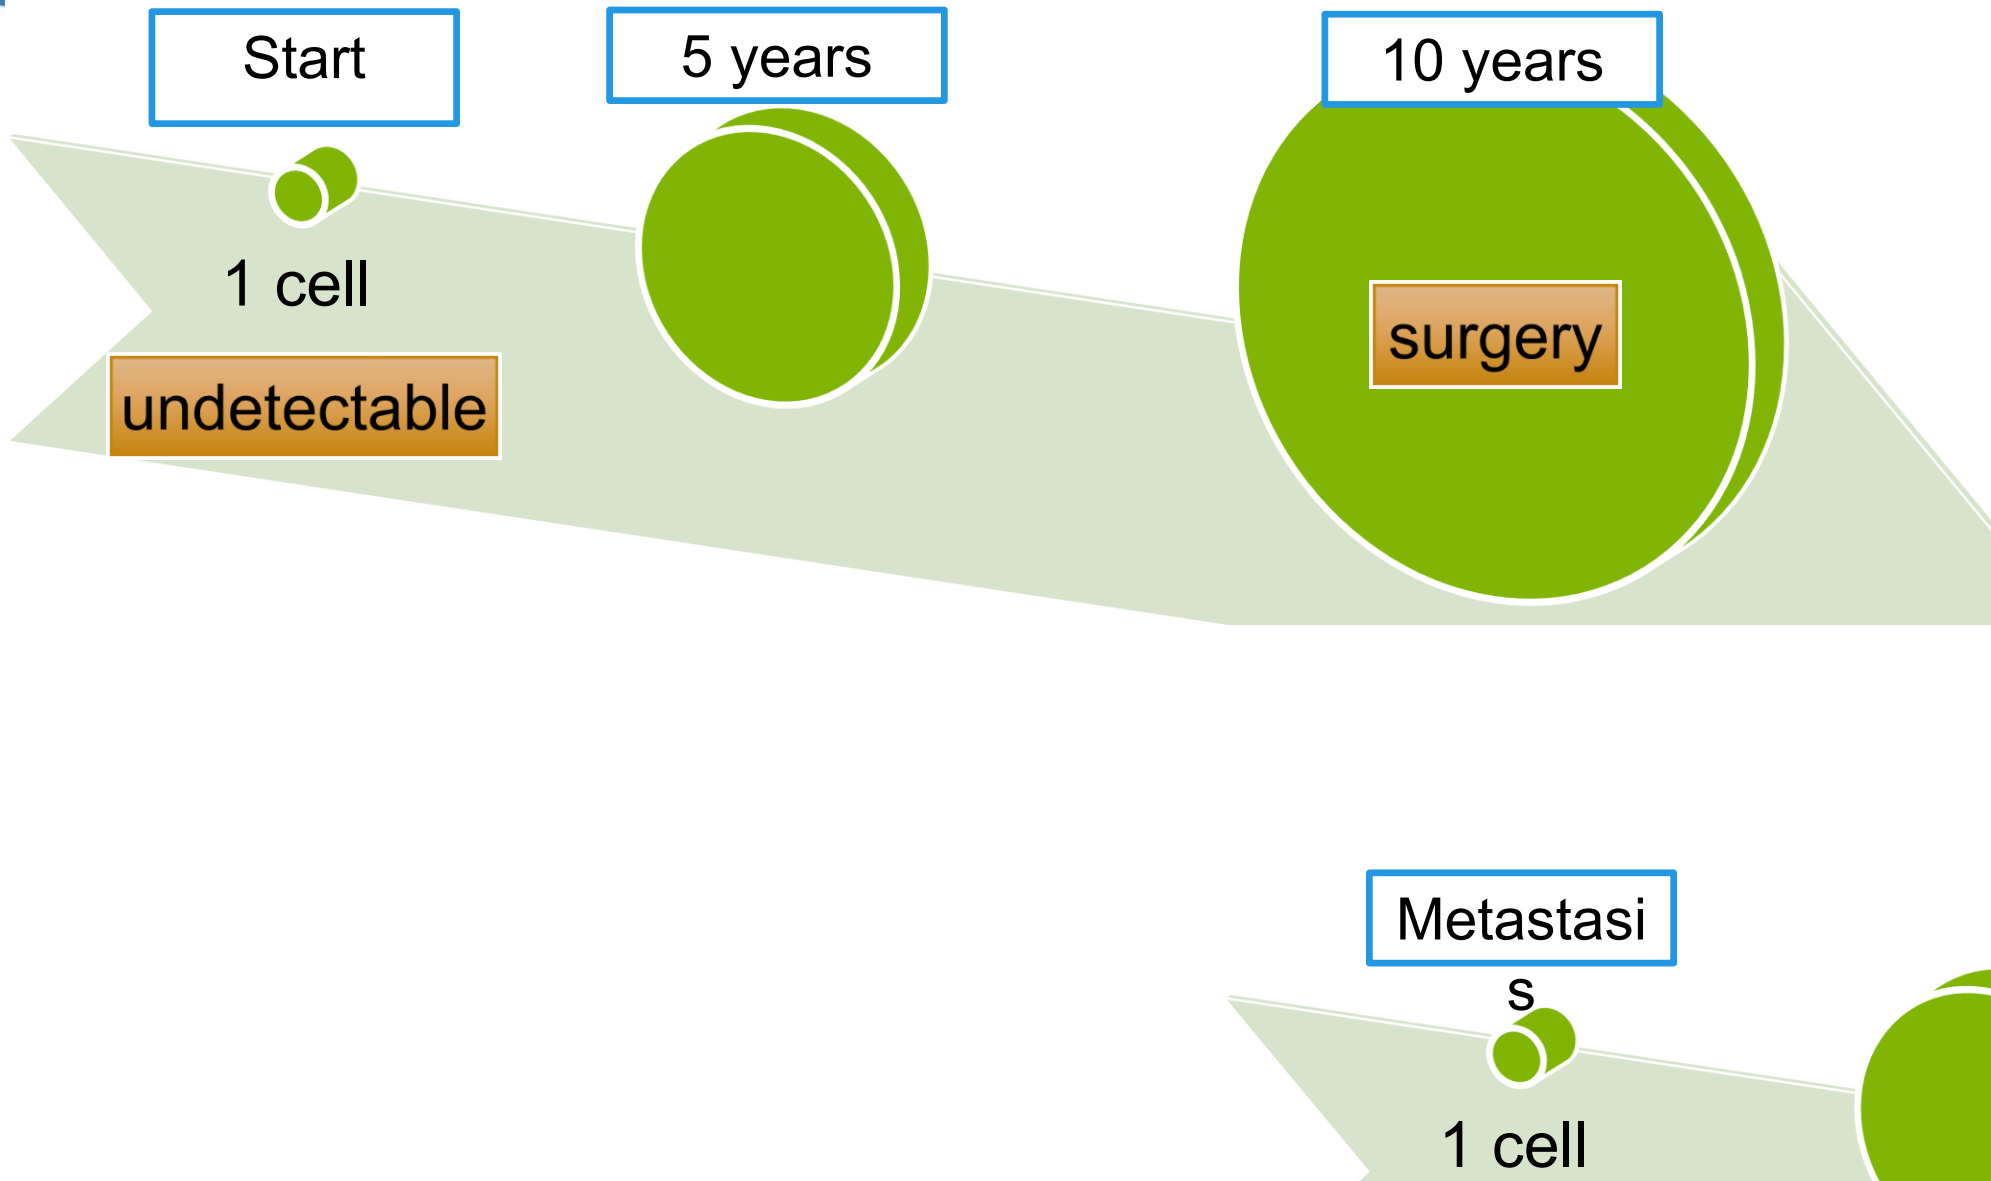 Start
5 years
10 years
1 cell
surgery
undetectable
Metastasi
s
1 cell